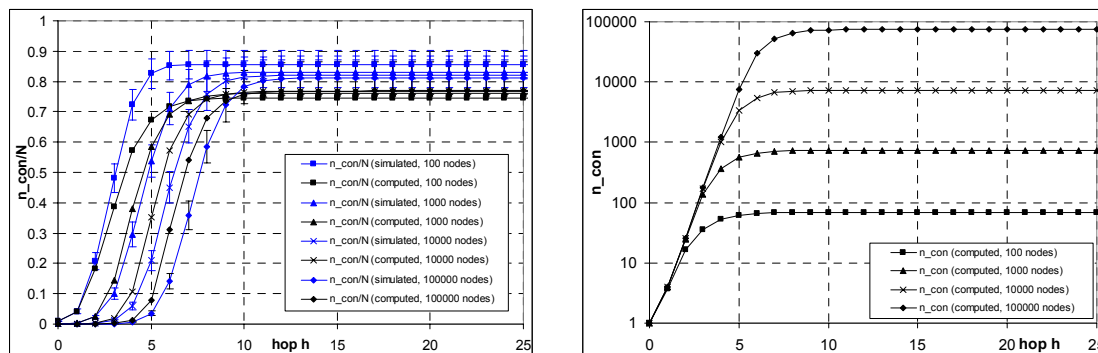 n_con/N
1
0.9
0.8
0.7
0.6
0.5
0.4
0.3
0.2
0.1
0
0 5 10 15 20 25
hop h
n_con/N (simulated, 100 nodes)
n_con/N (computed, 100 nodes)
n_con/N (simulated, 1000 nodes)
n_con/N (computed, 1000 nodes)
n_con/N (simulated, 10000 nodes)
n_con/N (computed, 10000 nodes)
n_con/N (simulated, 100000 nodes)
n_con/N (computed, 100000 nodes)
n_con
100000
10000
1000
100
10
1
0 5 10 15 20 25
hop h
n_con (computed, 100 nodes)
n_con (computed, 1000 nodes)
n_con (computed, 10000 nodes)
n_con (computed, 100000 nodes)